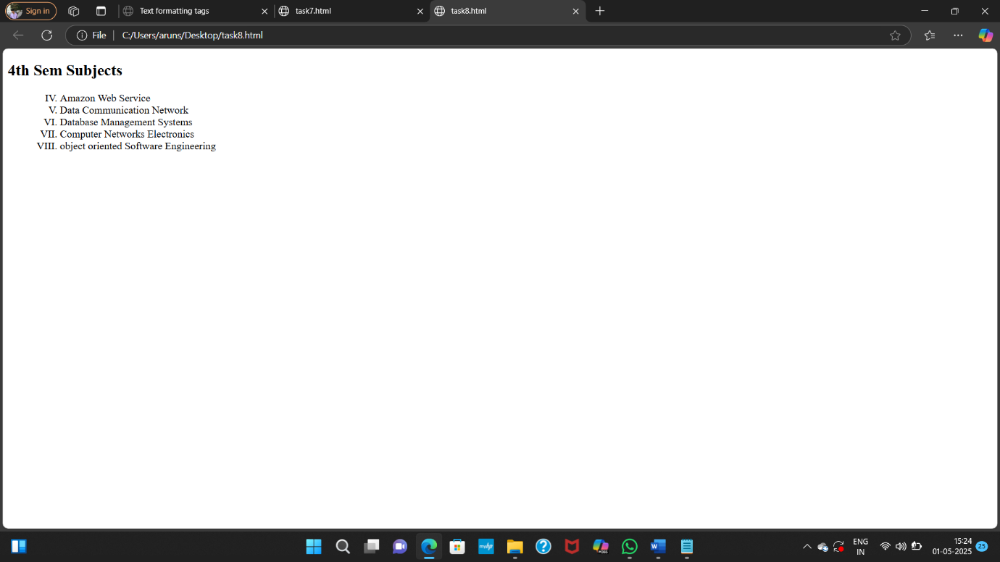 Sign in
Text formatting tags
task7.html
task8.html
File
C:/Users/aruns/Desktop/task8.html
4th Sem Subjects
IV. Amazon Web Service
V. Data Communication Network
VI. Database Management Systems
VII. Computer Networks Electronics
VIII. object oriented Software Engineering
myhp
M365
W
ENG
IN
15:24
01-05-2025
25